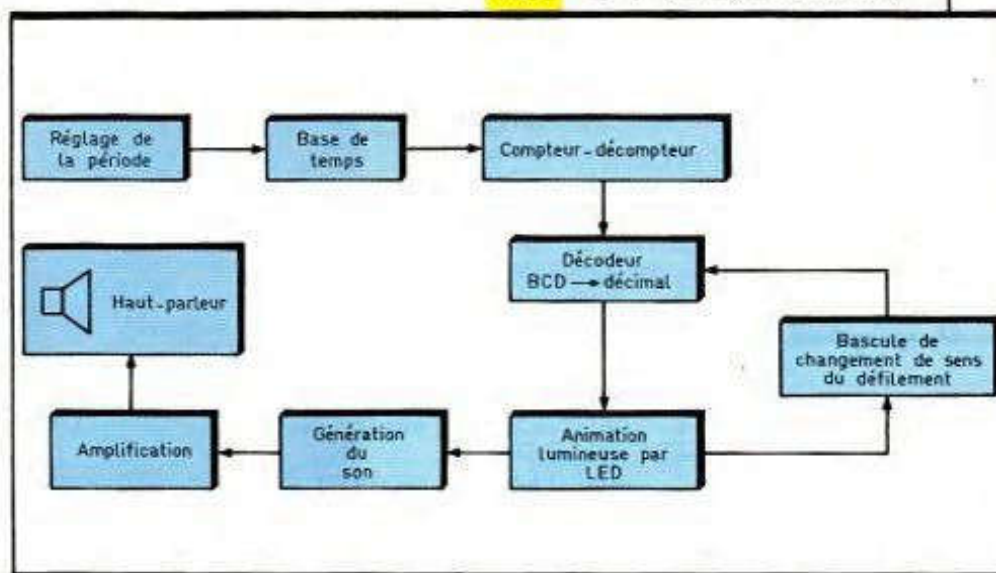 Réglage de
la période
Base de
temps
Compteur-décompteur
Décodeur
BCD → décimal
Haut-parleur
Bascule de
changement de sens
du défilement
Amplification
Génération
du
son
Animation
lumineuse par
LED